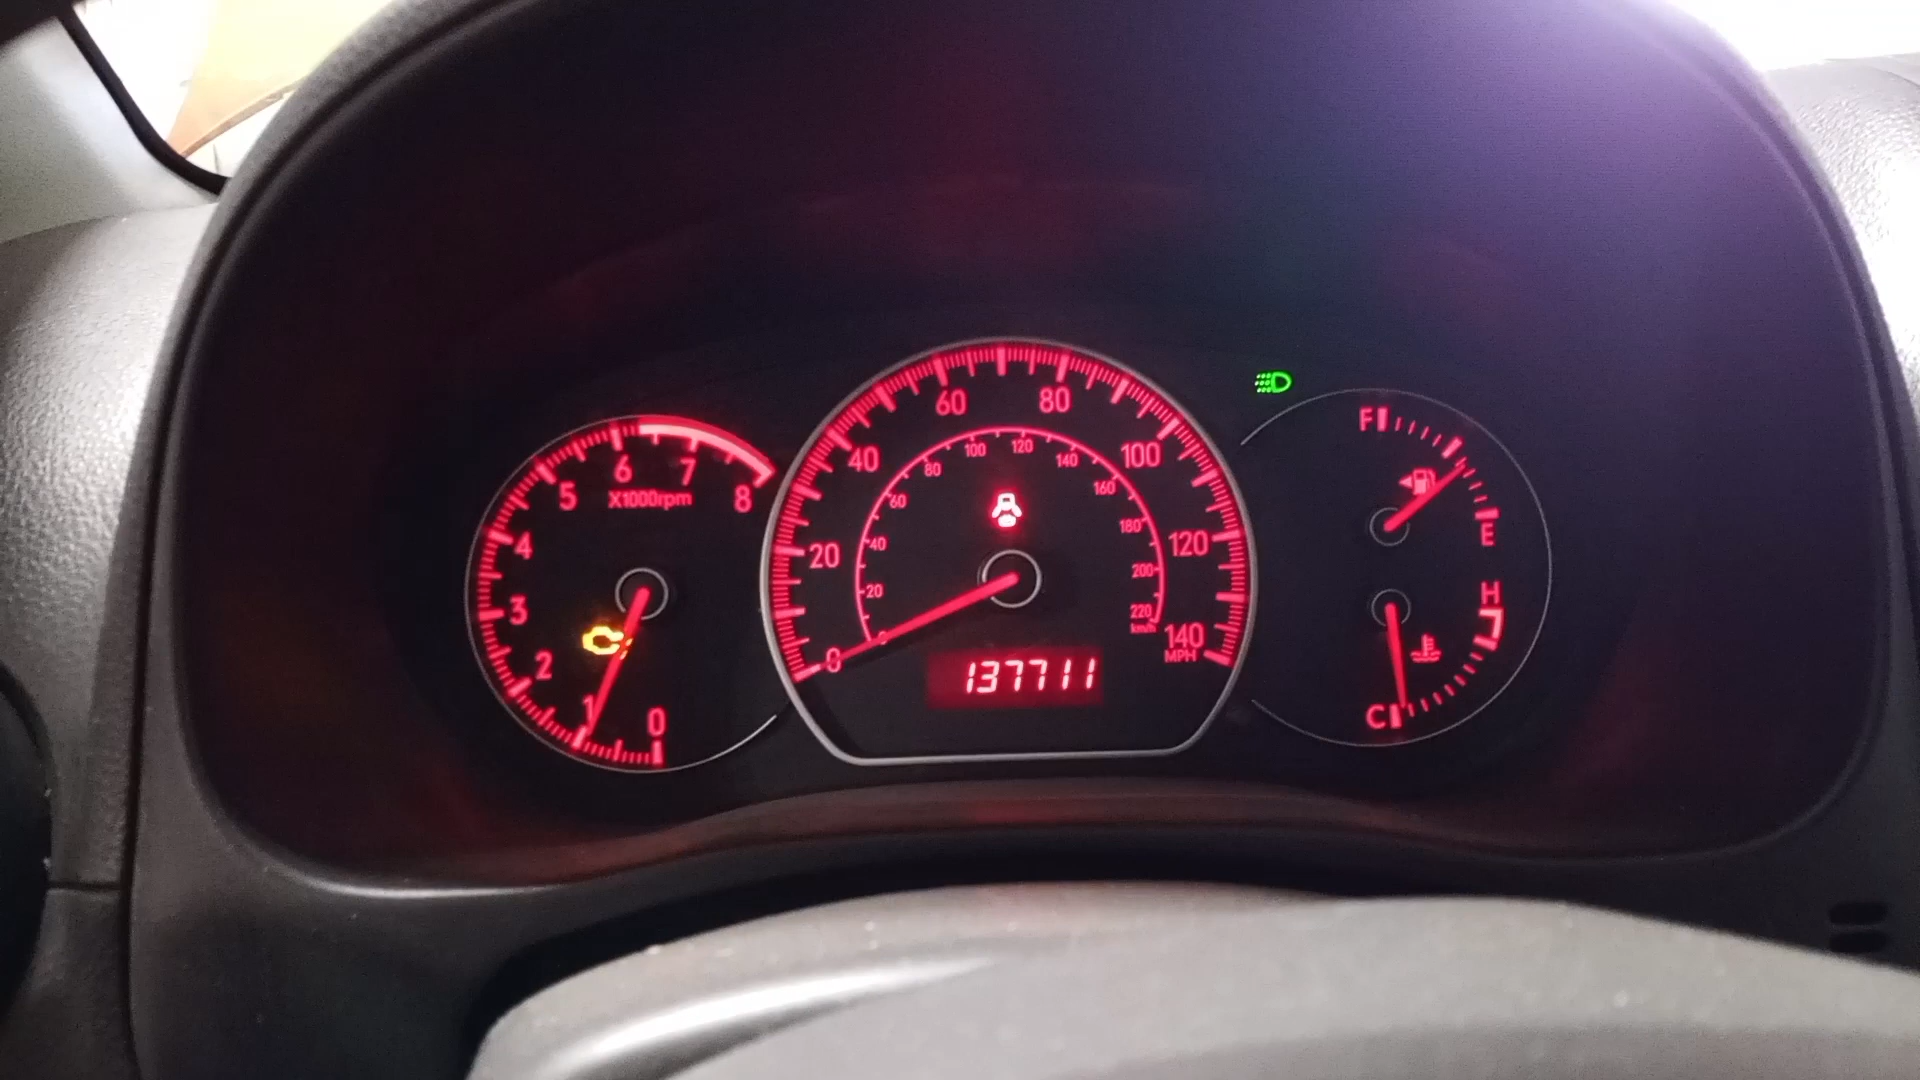 0 1 2 3 4 5 6 7 8
X1000rpm
0 20 40 60 80 100 120 140
MPH
0 20 40 60 80 100 120 140 160 180 200 220
km/h
137711
F
E
H
C